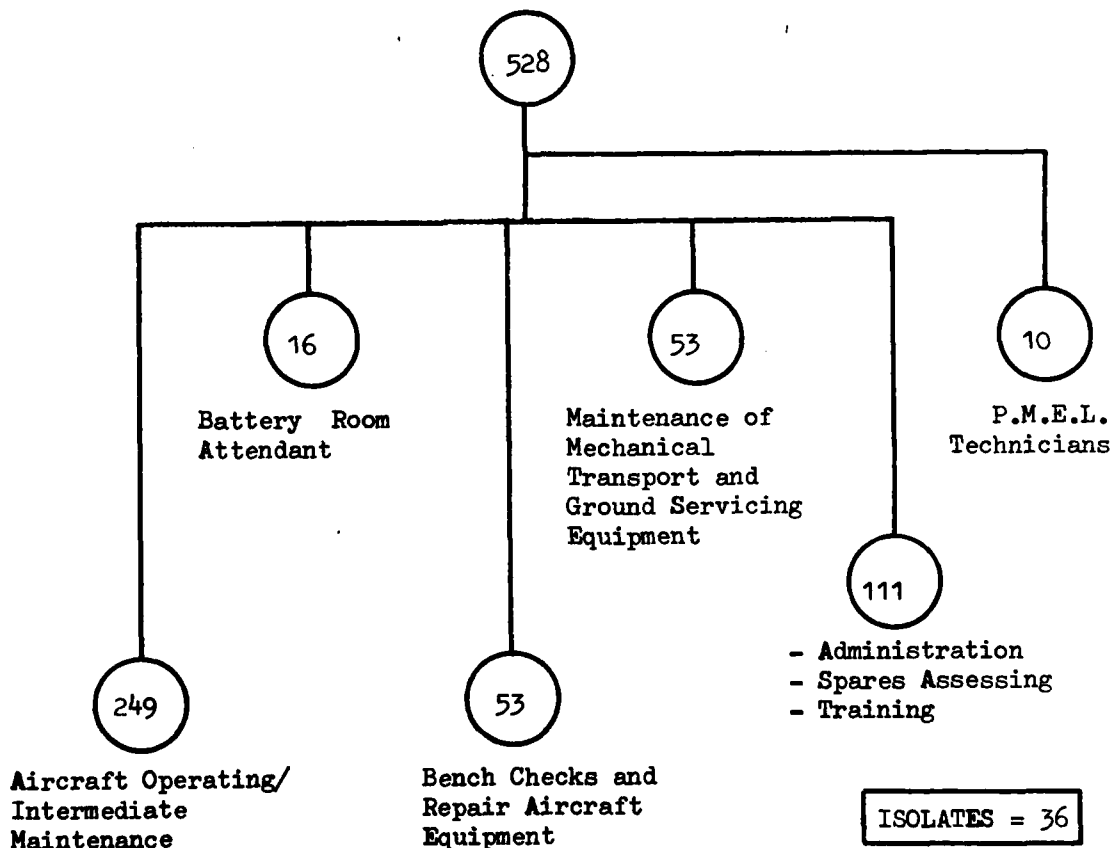 528
16
Battery Room
Attendant
53
Maintenance of
Mechanical
Transport and
Ground Servicing
Equipment
10
P.M.E.L.
Technicians
249
Aircraft Operating/
Intermediate
Maintenance
53
Bench Checks and
Repair Aircraft
Equipment
111
- Administration
- Spares Assessing
- Training
ISOLATES = 36